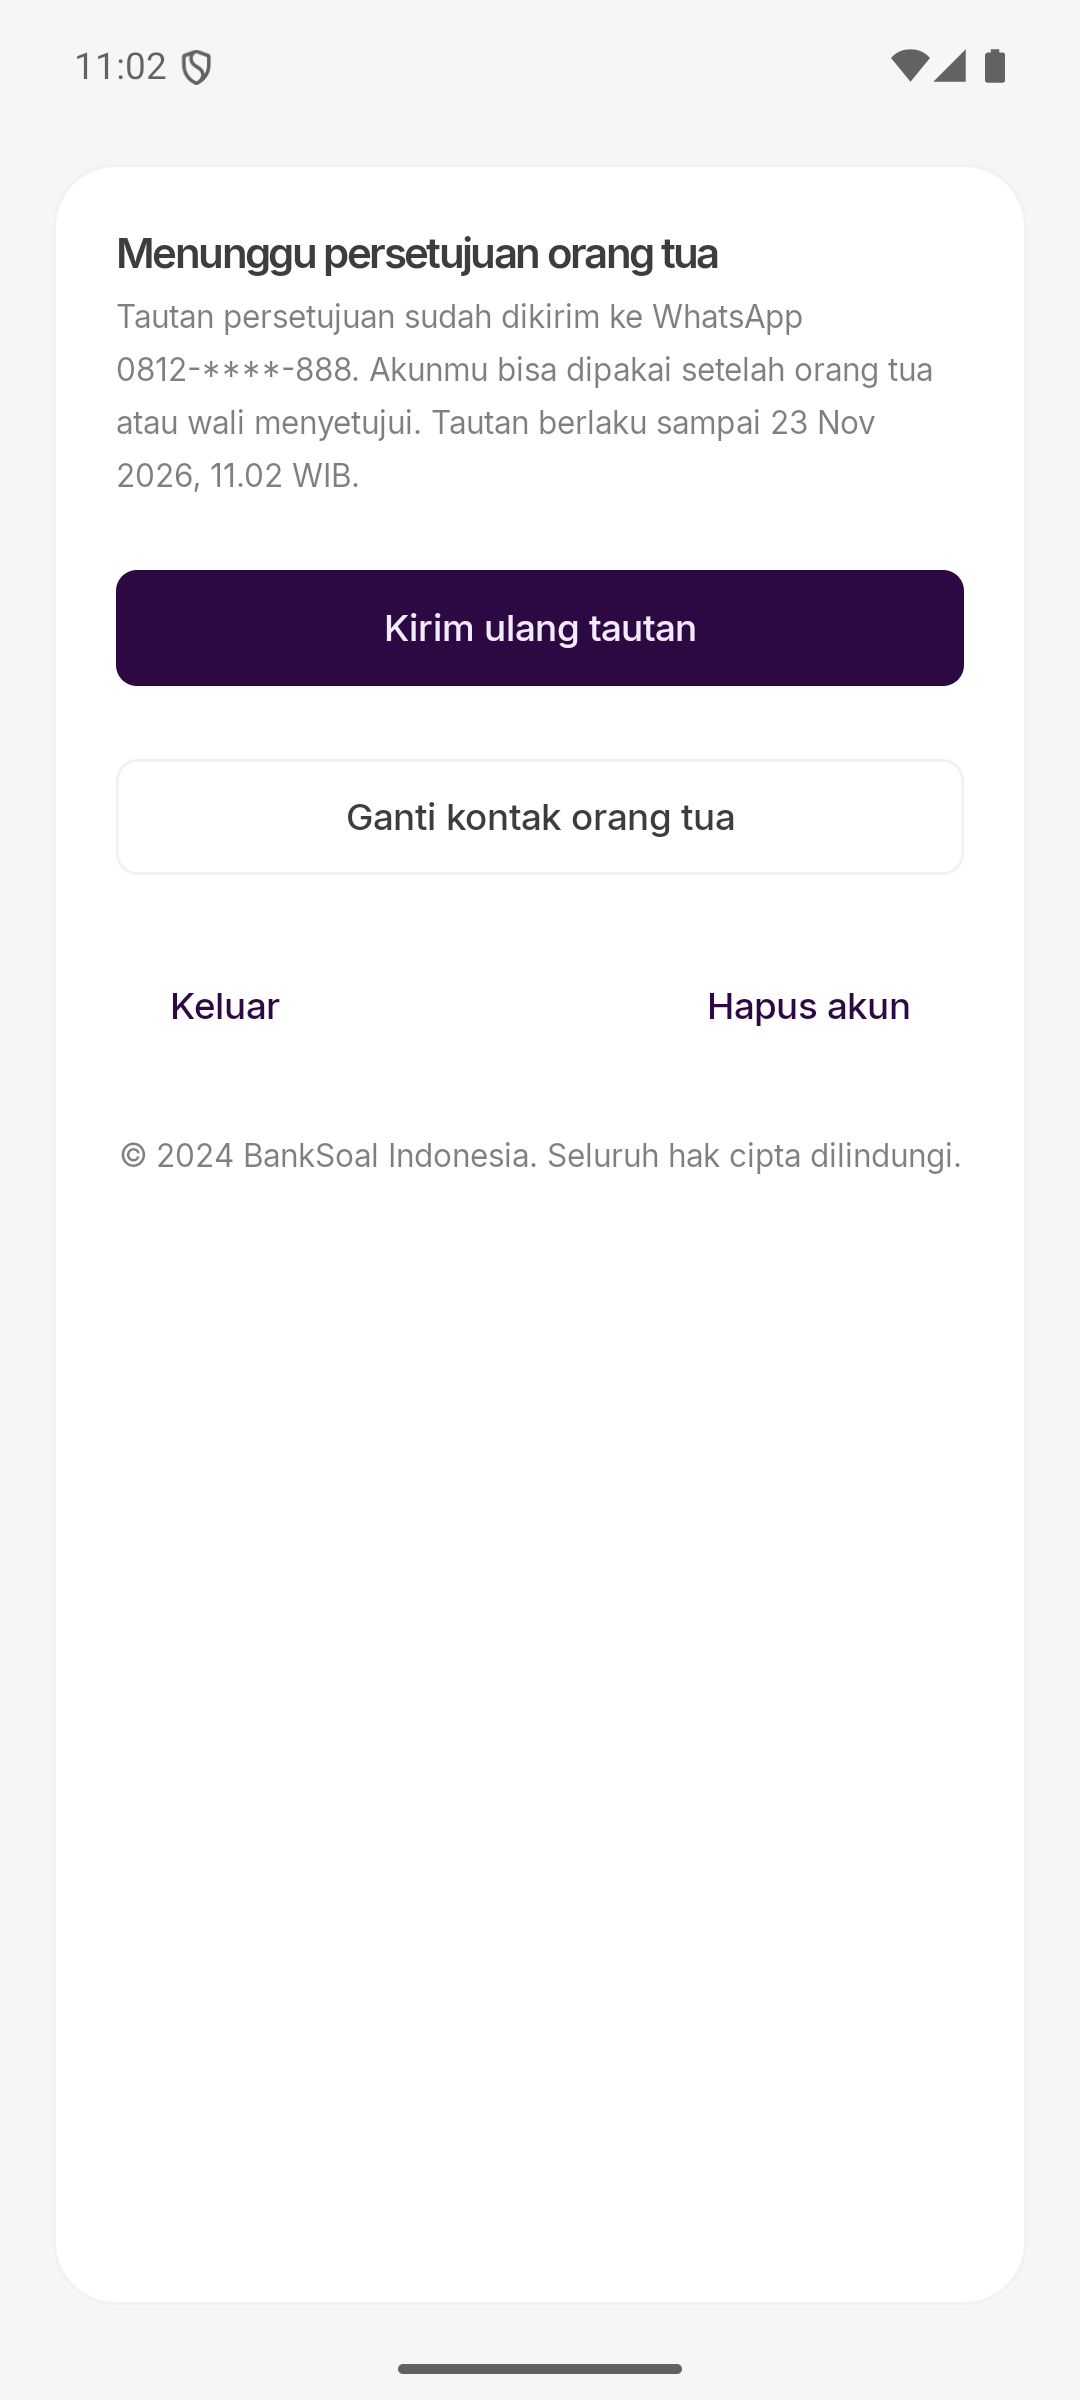 11:02
Menunggu persetujuan orang tua
Tautan persetujuan sudah dikirim ke WhatsApp
0812-****-888. Akunmu bisa dipakai setelah orang tua
atau wali menyetujui. Tautan berlaku sampai 23 Nov
2026, 11.02 WIB.
Kirim ulang tautan
Ganti kontak orang tua
Keluar
Hapus akun
© 2024 BankSoal Indonesia. Seluruh hak cipta dilindungi.